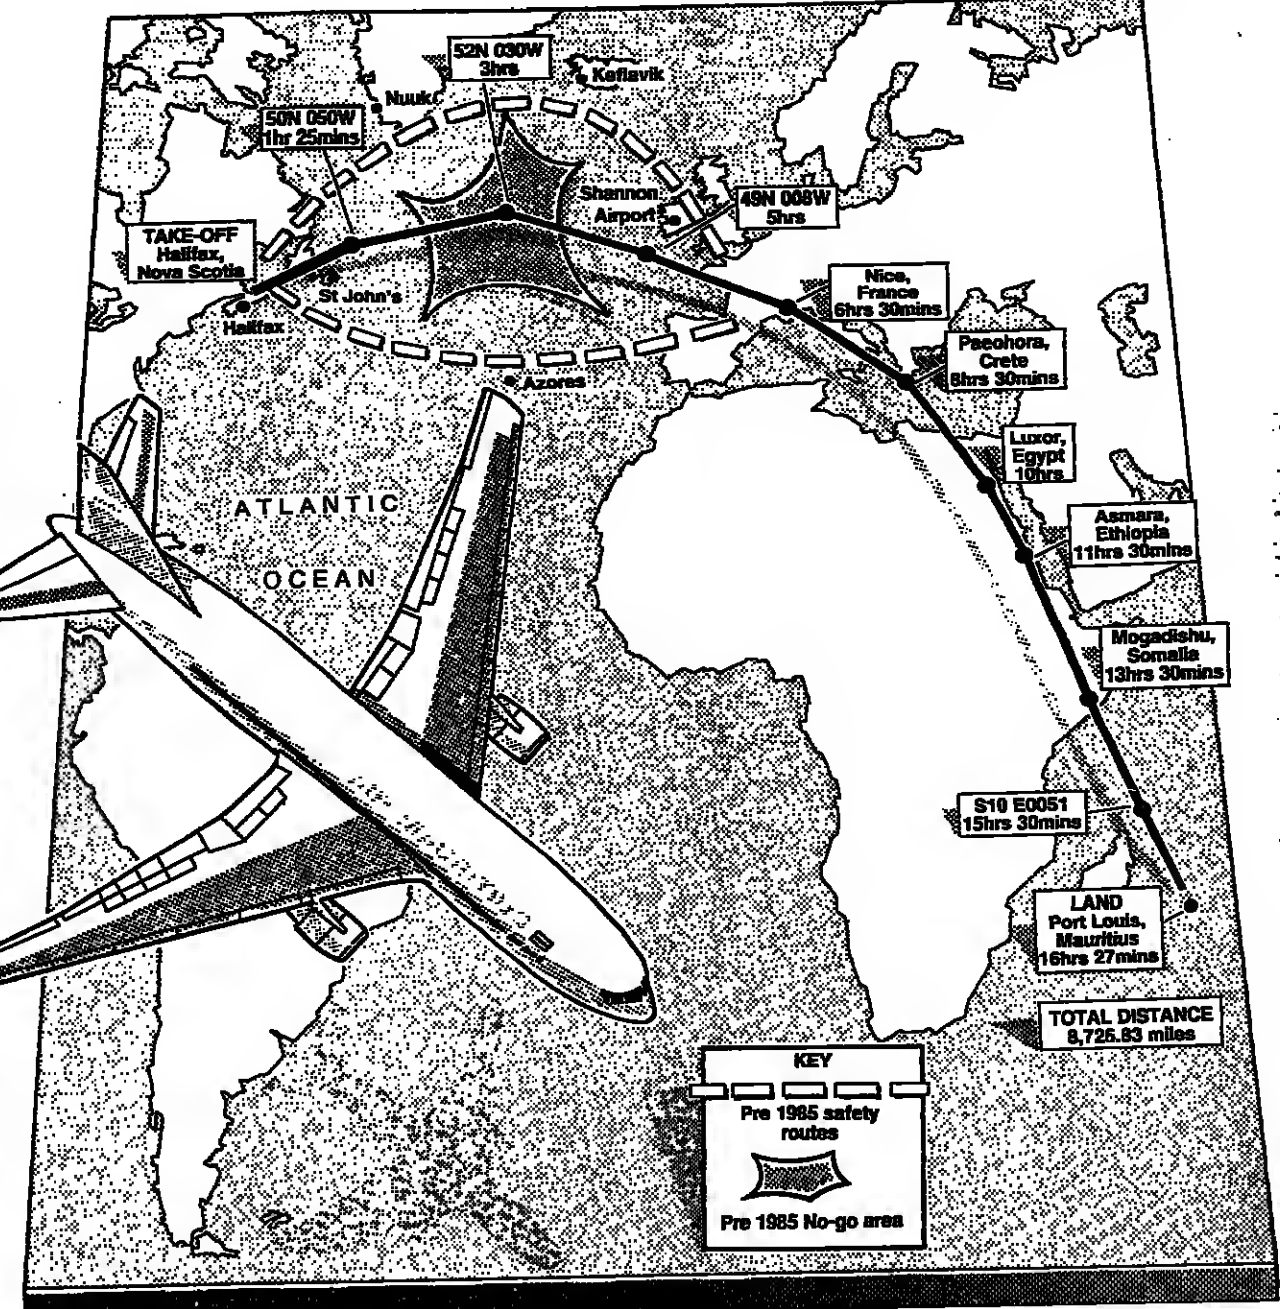 52N 030W
3hrs
Keflavik
Nuuk
50N 050W
1hr 25mins
Shannon
Airport
49N 008W
5hrs
TAKE-OFF
Halifax,
Nova Scotia
St John's
Halifax
Nice,
France
6hrs 30mins
Paeohora,
Crete
8hrs 30mins
Azores
Luxor,
Egypt
10hrs
ATLANTIC
OCEAN
Asmara,
Ethiopia
11hrs 30mins
Mogadishu,
Somalia
13hrs 30mins
S10 E0051
15hrs 30mins
LAND
Port Louis,
Mauritius
16hrs 27mins
TOTAL DISTANCE
8,725.83 miles
KEY
Pre 1985 safety
routes
Pre 1985 No-go area